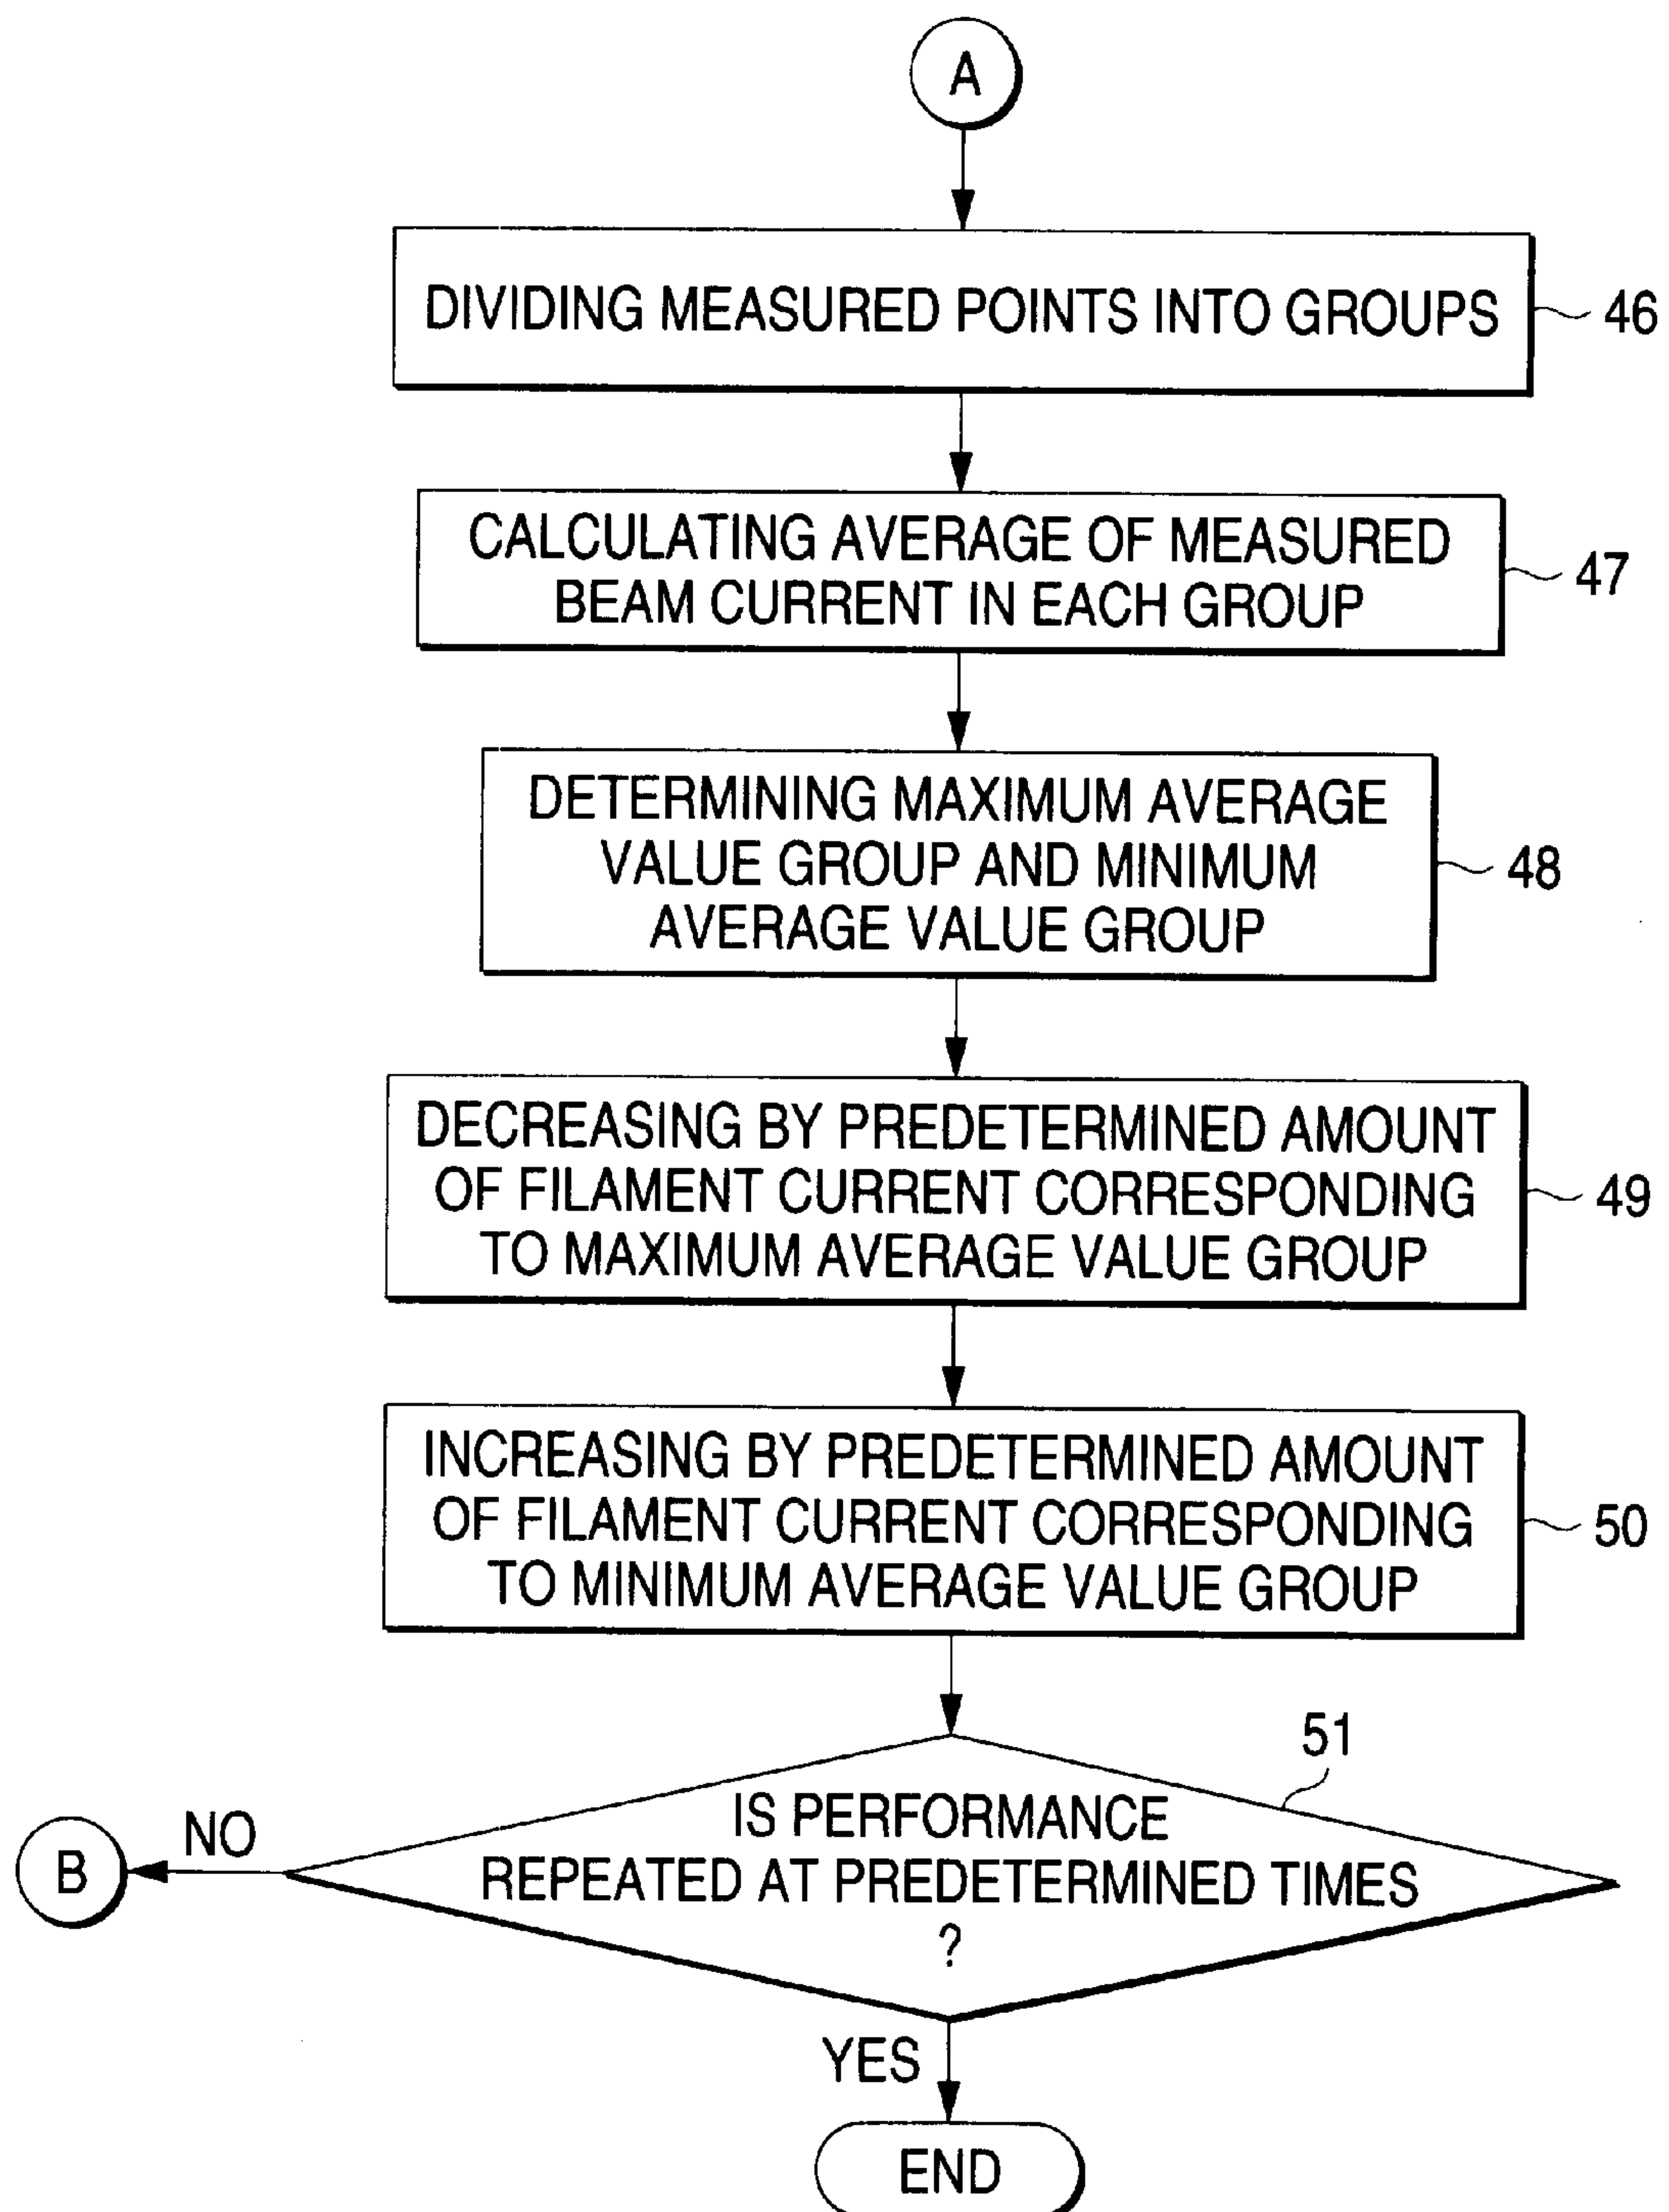 A
DIVIDING MEASURED POINTS INTO GROUPS
46
CALCULATING AVERAGE OF MEASURED
BEAM CURRENT IN EACH GROUP
47
DETERMINING MAXIMUM AVERAGE
VALUE GROUP AND MINIMUM
AVERAGE VALUE GROUP
48
DECREASING BY PREDETERMINED AMOUNT
OF FILAMENT CURRENT CORRESPONDING
TO MAXIMUM AVERAGE VALUE GROUP
49
INCREASING BY PREDETERMINED AMOUNT
OF FILAMENT CURRENT CORRESPONDING
TO MINIMUM AVERAGE VALUE GROUP
50
51
IS PERFORMANCE
REPEATED AT PREDETERMINED TIMES
?
NO
B
YES
END